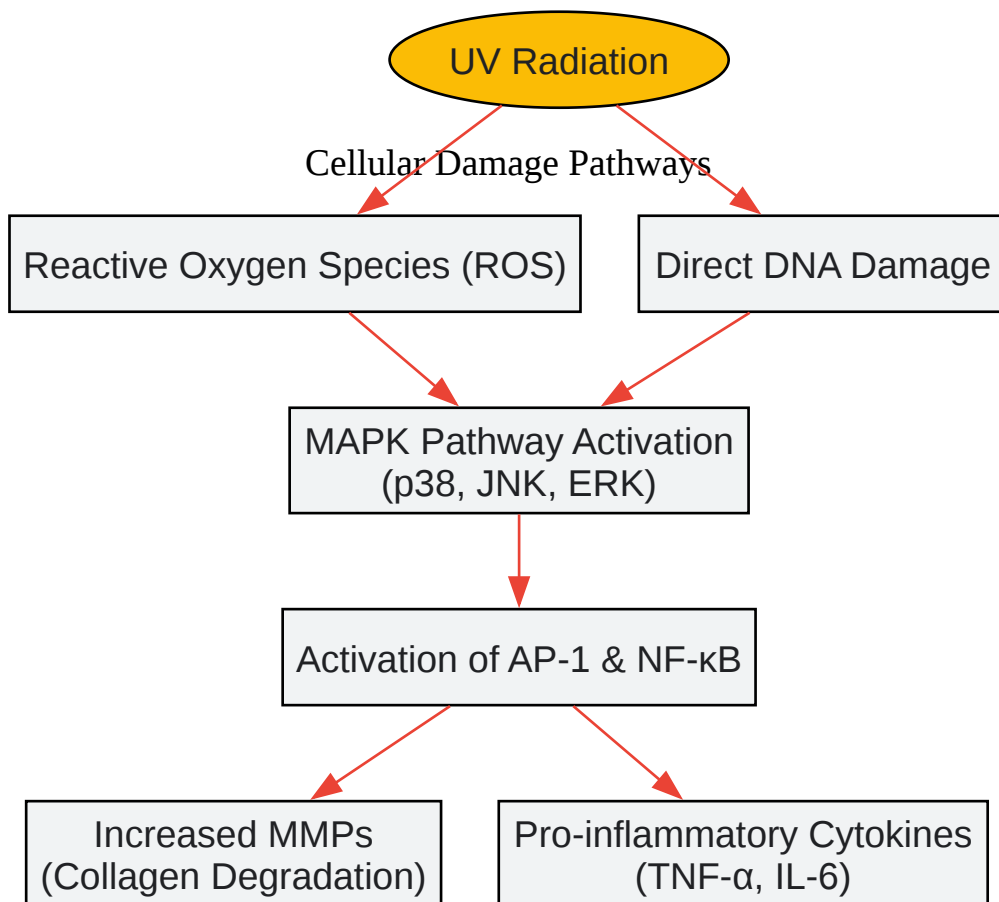 UV Radiation
Cellular Damage Pathways
Reactive Oxygen Species (ROS)
Direct DNA Damage
MAPK Pathway Activation
(p38, JNK, ERK)
Activation of AP-1 & NF-κB
Increased MMPs
(Collagen Degradation)
Pro-inflammatory Cytokines
(TNF-α, IL-6)